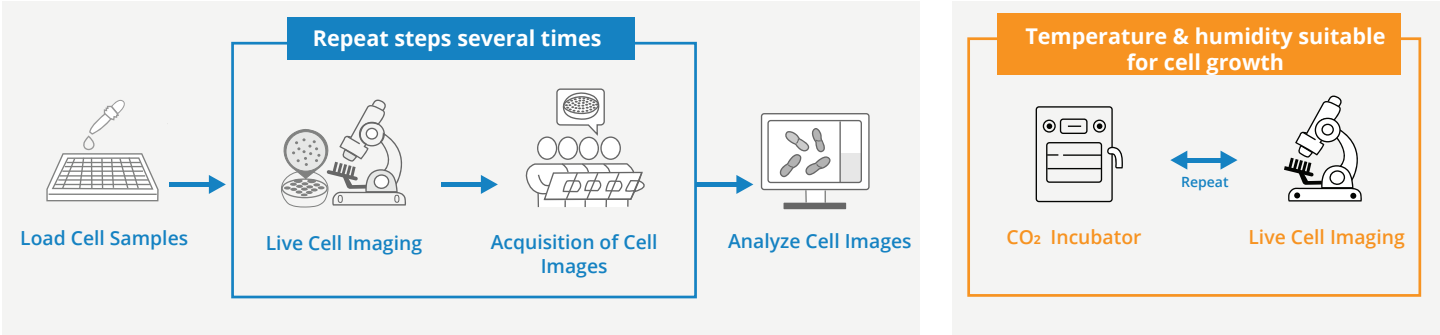 Repeat steps several times
Load Cell Samples
Live Cell Imaging
Acquisition of Cell
Images
Analyze Cell Images
Temperature & humidity suitable
for cell growth
Repeat
CO₂ Incubator
Live Cell Imaging